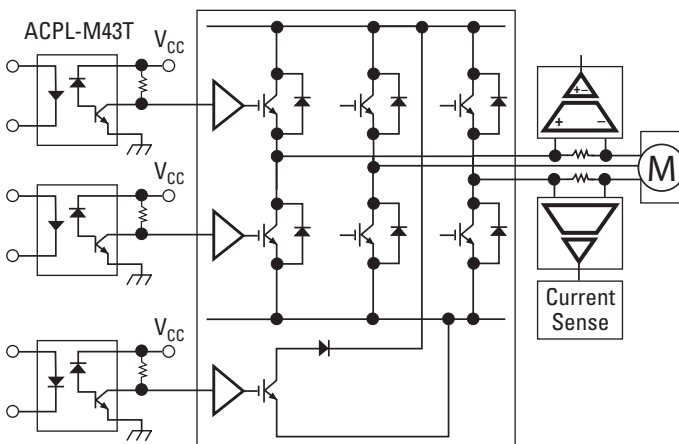 ACPL-M43T
VCC
VCC
VCC
+-
+ -
M
Current
Sense